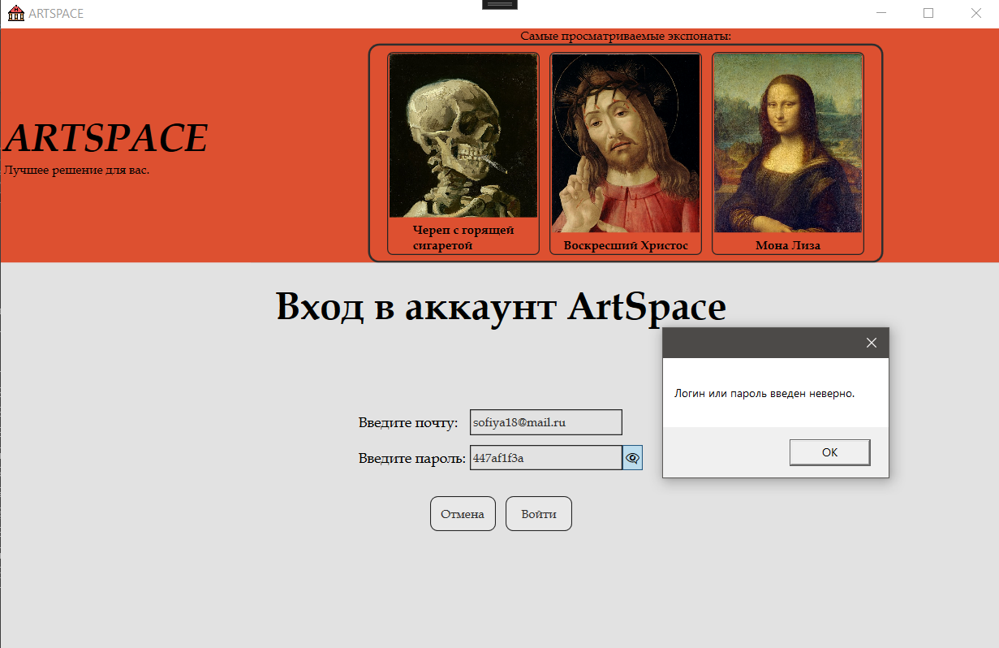 ARTSPACE
Самые просматриваемые экспонаты:
ARTSPACE
Лучшее решение для вас.
Череп с горящей
сигаретой
Воскресший Христос
Мона Лиза
Вход в аккаунт ArtSpace
Логин или пароль введен неверно.
OK
Введите почту:
sofiya18@mail.ru
Введите пароль:
447af1f3a
Отмена
Войти